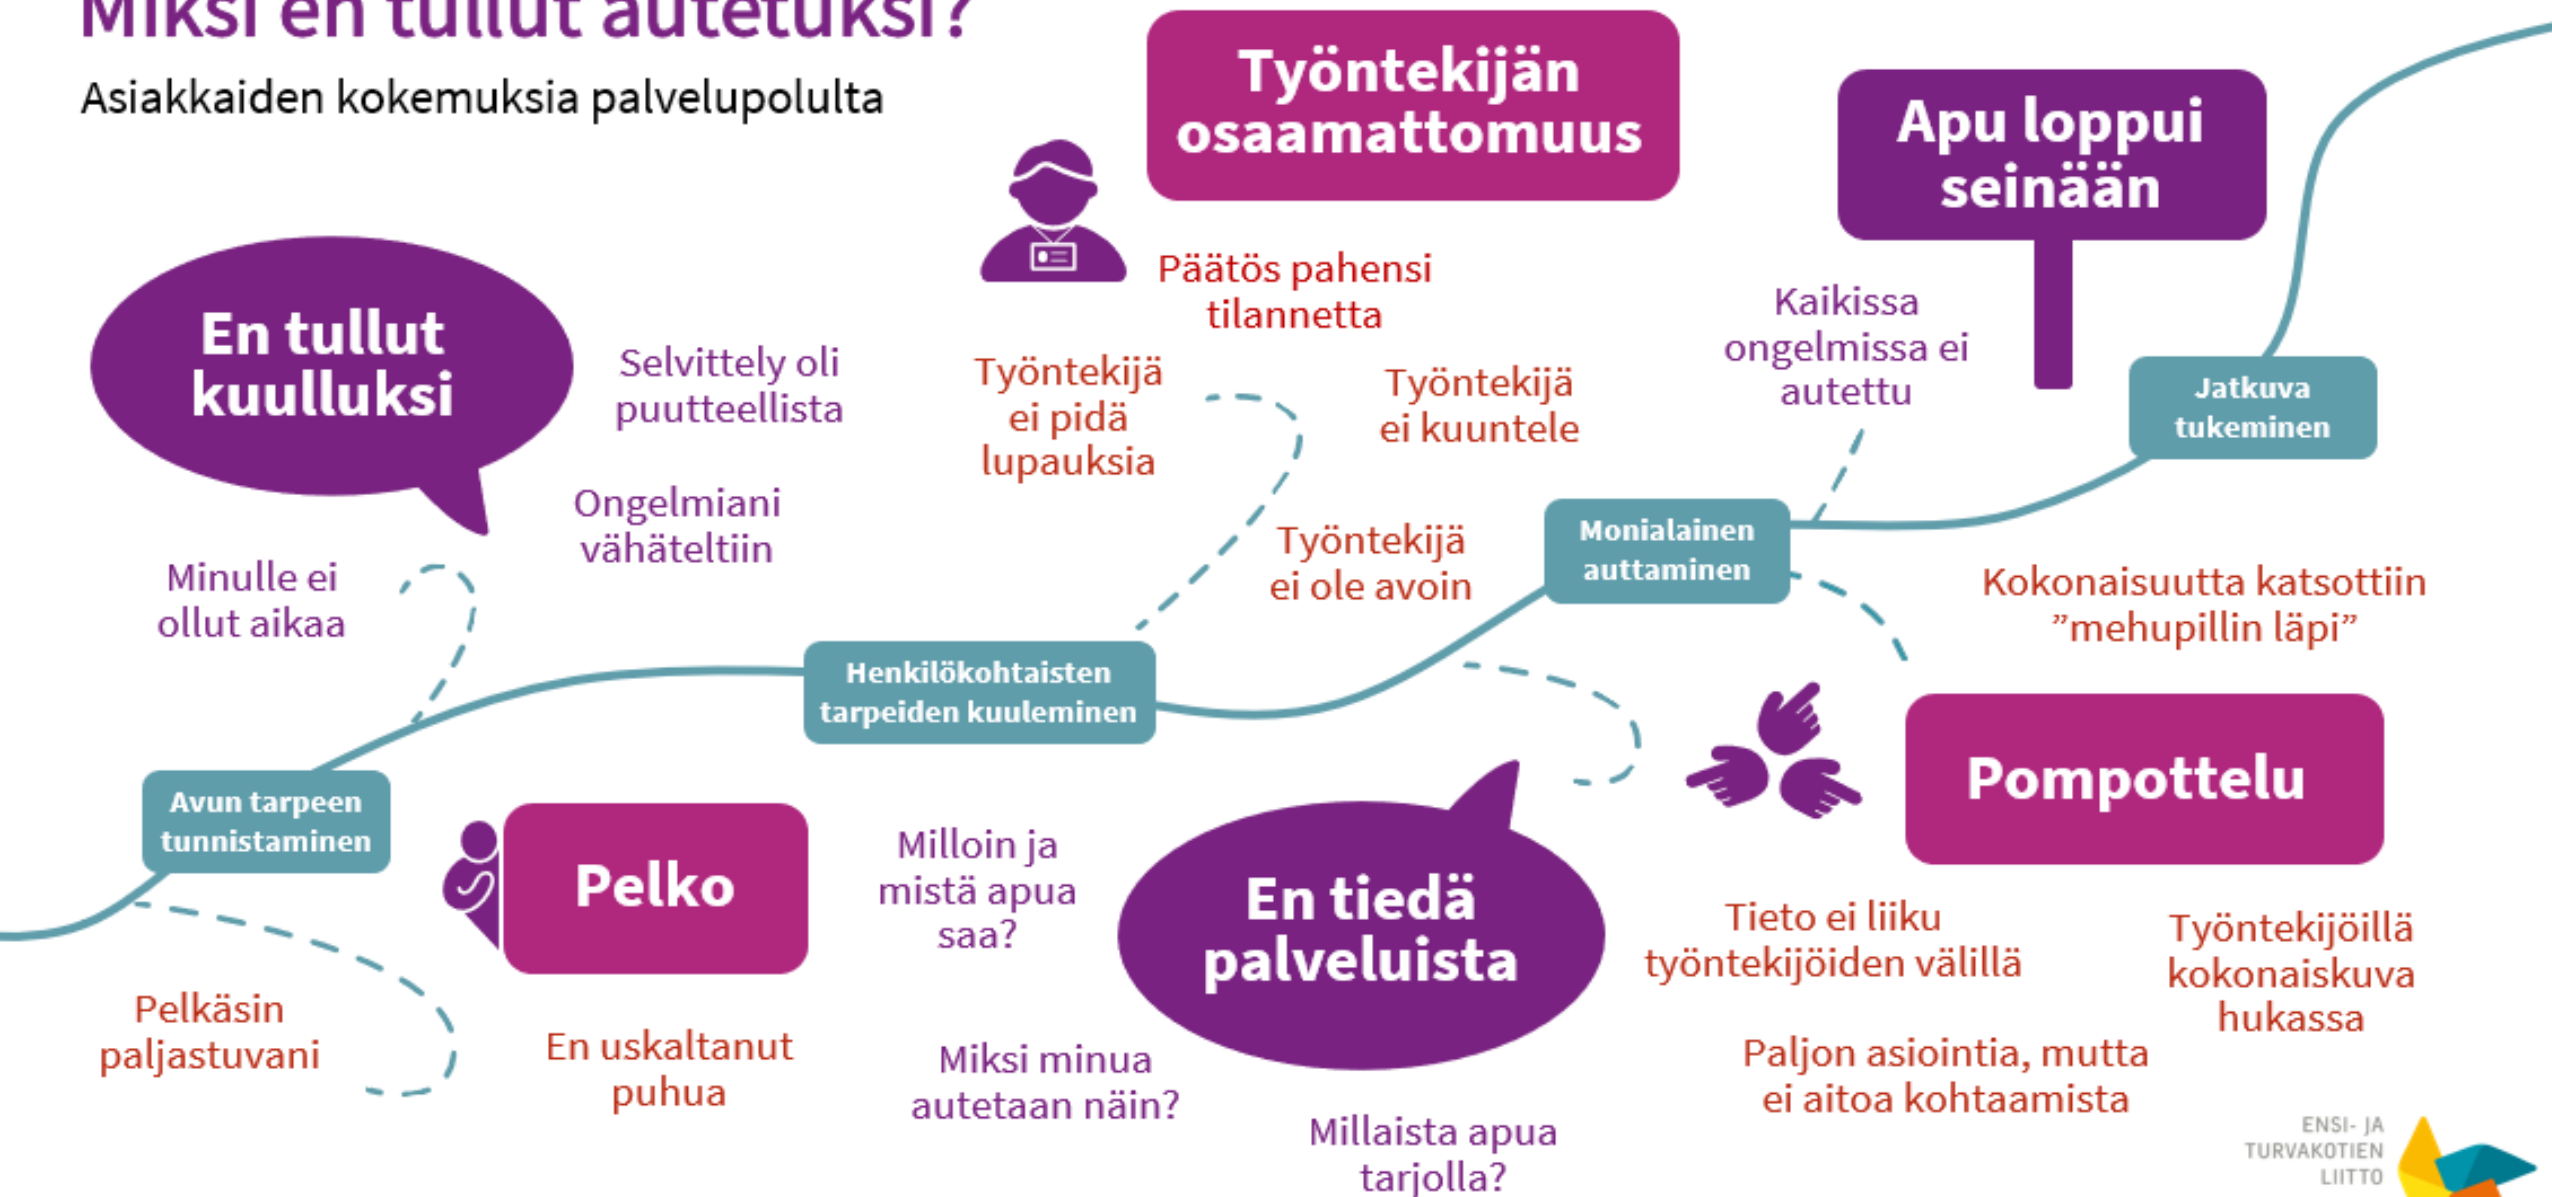 Miksi en tullut autetuksi?
Asiakkaiden kokemuksia palvelupolulta
Työntekijän
osaamattomuus
Apu loppui
seinään
En tullut
kuulluksi
Selvittely oli
puutteellista
Ongelmiani
vähäteltiin
Minulle ei
ollut aikaa
Päätös pahensi
tilannetta
Työntekijä
ei pidä
lupauksia
Työntekijä
ei kuuntele
Työntekijä
ei ole avoin
Kaikissa
ongelmissa ei
autettu
Jatkuva
tukeminen
Monialainen
auttaminen
Henkilökohtaisten
tarpeiden kuuleminen
Avun tarpeen
tunnistaminen
Kokonaisuutta katsottiin
”mehupillin läpi”
Pelko
Pelkäsin
paljastuvani
En uskaltanut
puhua
Milloin ja
mistä apua
saa?
En tiedä
palveluista
Miksi minua
autetaan näin?
Millaista apua
tarjolla?
Pompottelu
Tieto ei liiku
työntekijöiden välillä
Työntekijöillä
kokonaiskuva
hukassa
Paljon asiointia, mutta
ei aitoa kohtaamista
ENSI- JA
TURVAKOTIEN
LIITTO